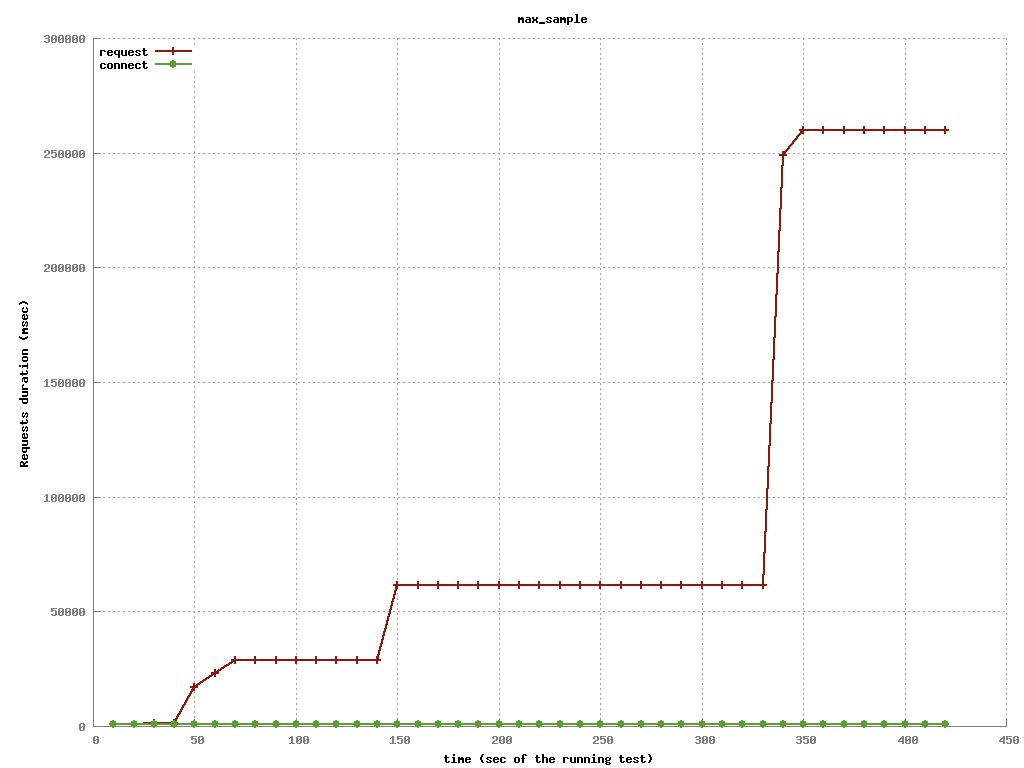 max_sample
300000
request
connect
250000
200000
150000
100000
50000
0
Requests duration (msec)
0 50 100 150 200 250 300 350 400 450
time (sec of the running test)